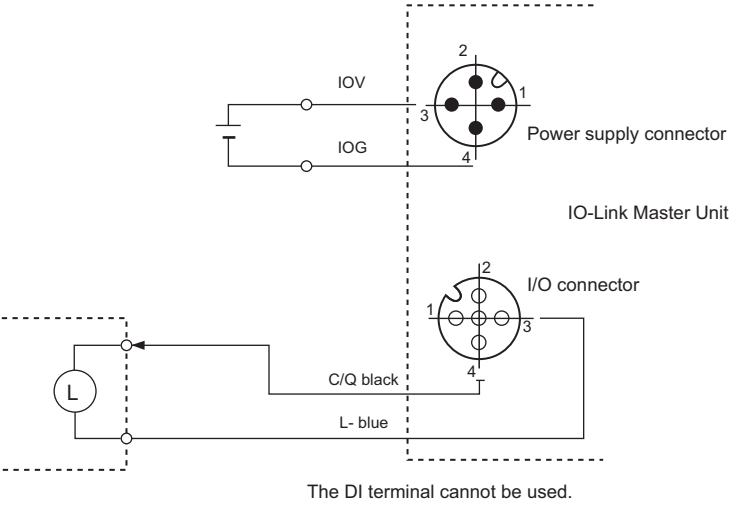 2
IOV
1
3
Power supply connector
IOG
4
IO-Link Master Unit
2
I/O connector
1
3
4
C/Q black
L
L- blue
The DI terminal cannot be used.